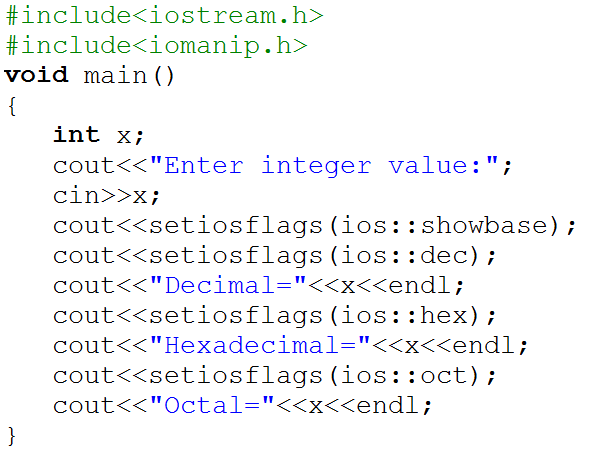 #include<iostream.h>
#include<iomanip.h>
void main()
{
   int x;
   cout<<"Enter integer value:";
   cin>>x;
   cout<<setiosflags(ios::showbase);
   cout<<setiosflags(ios::dec);
   cout<<"Decimal="<<x<<endl;
   cout<<setiosflags(ios::hex);
   cout<<"Hexadecimal="<<x<<endl;
   cout<<setiosflags(ios::oct);
   cout<<"Octal="<<x<<endl;
}